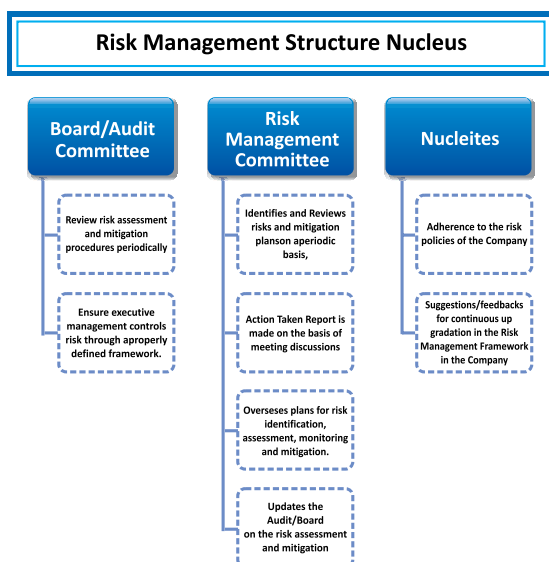 Risk Management Structure Nucleus
Board/Audit
Committee
Review risk assessment
and mitigation
procedures periodically
Ensure executive
management controls
risk through aproperly
defined framework.
Risk
Management
Committee
Identifies and Reviews
risks and mitigation
planson aperiodic
basis,
Action Taken Report is
made on the basis of
meeting discussions
Overseses plans for risk
identification,
assessment, monitoring
and mitigation.
Updates the
Audit/Board
on the risk assessment
and mitigation
Nucleites
Adherence to the risk
policies of the Company
Suggestions/feedbacks
for continuous up
gradation in the Risk
Management Framework
in the Company